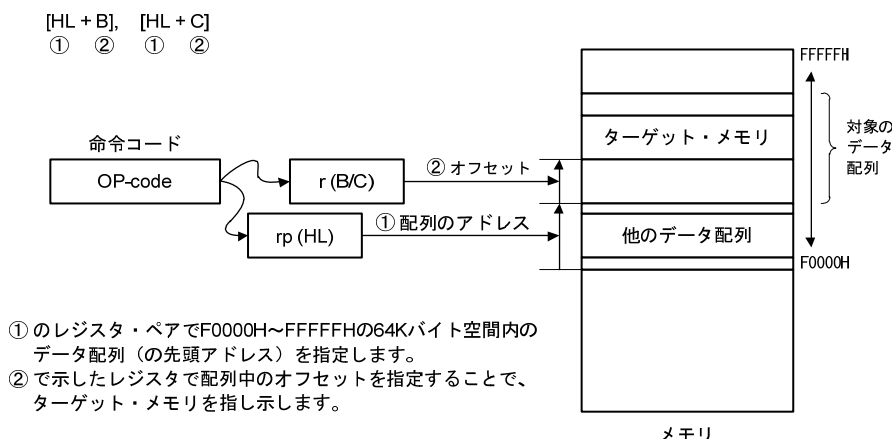 [HL + B], [HL + C]
① ② ① ②
FFFFFH
命令コード
OP-code
r (B/C)
② オフセット
ターゲット・メモリ
対象の
データ
配列
rp (HL)
① 配列のアドレス
他のデータ配列
F0000H
① のレジスタ・ペアでF0000H～FFFFFHの64Kバイト空間内の
データ配列（の先頭アドレス）を指定します。
② で示したレジスタで配列中のオフセットを指定することで、
ターゲット・メモリを指し示します。
メモリ